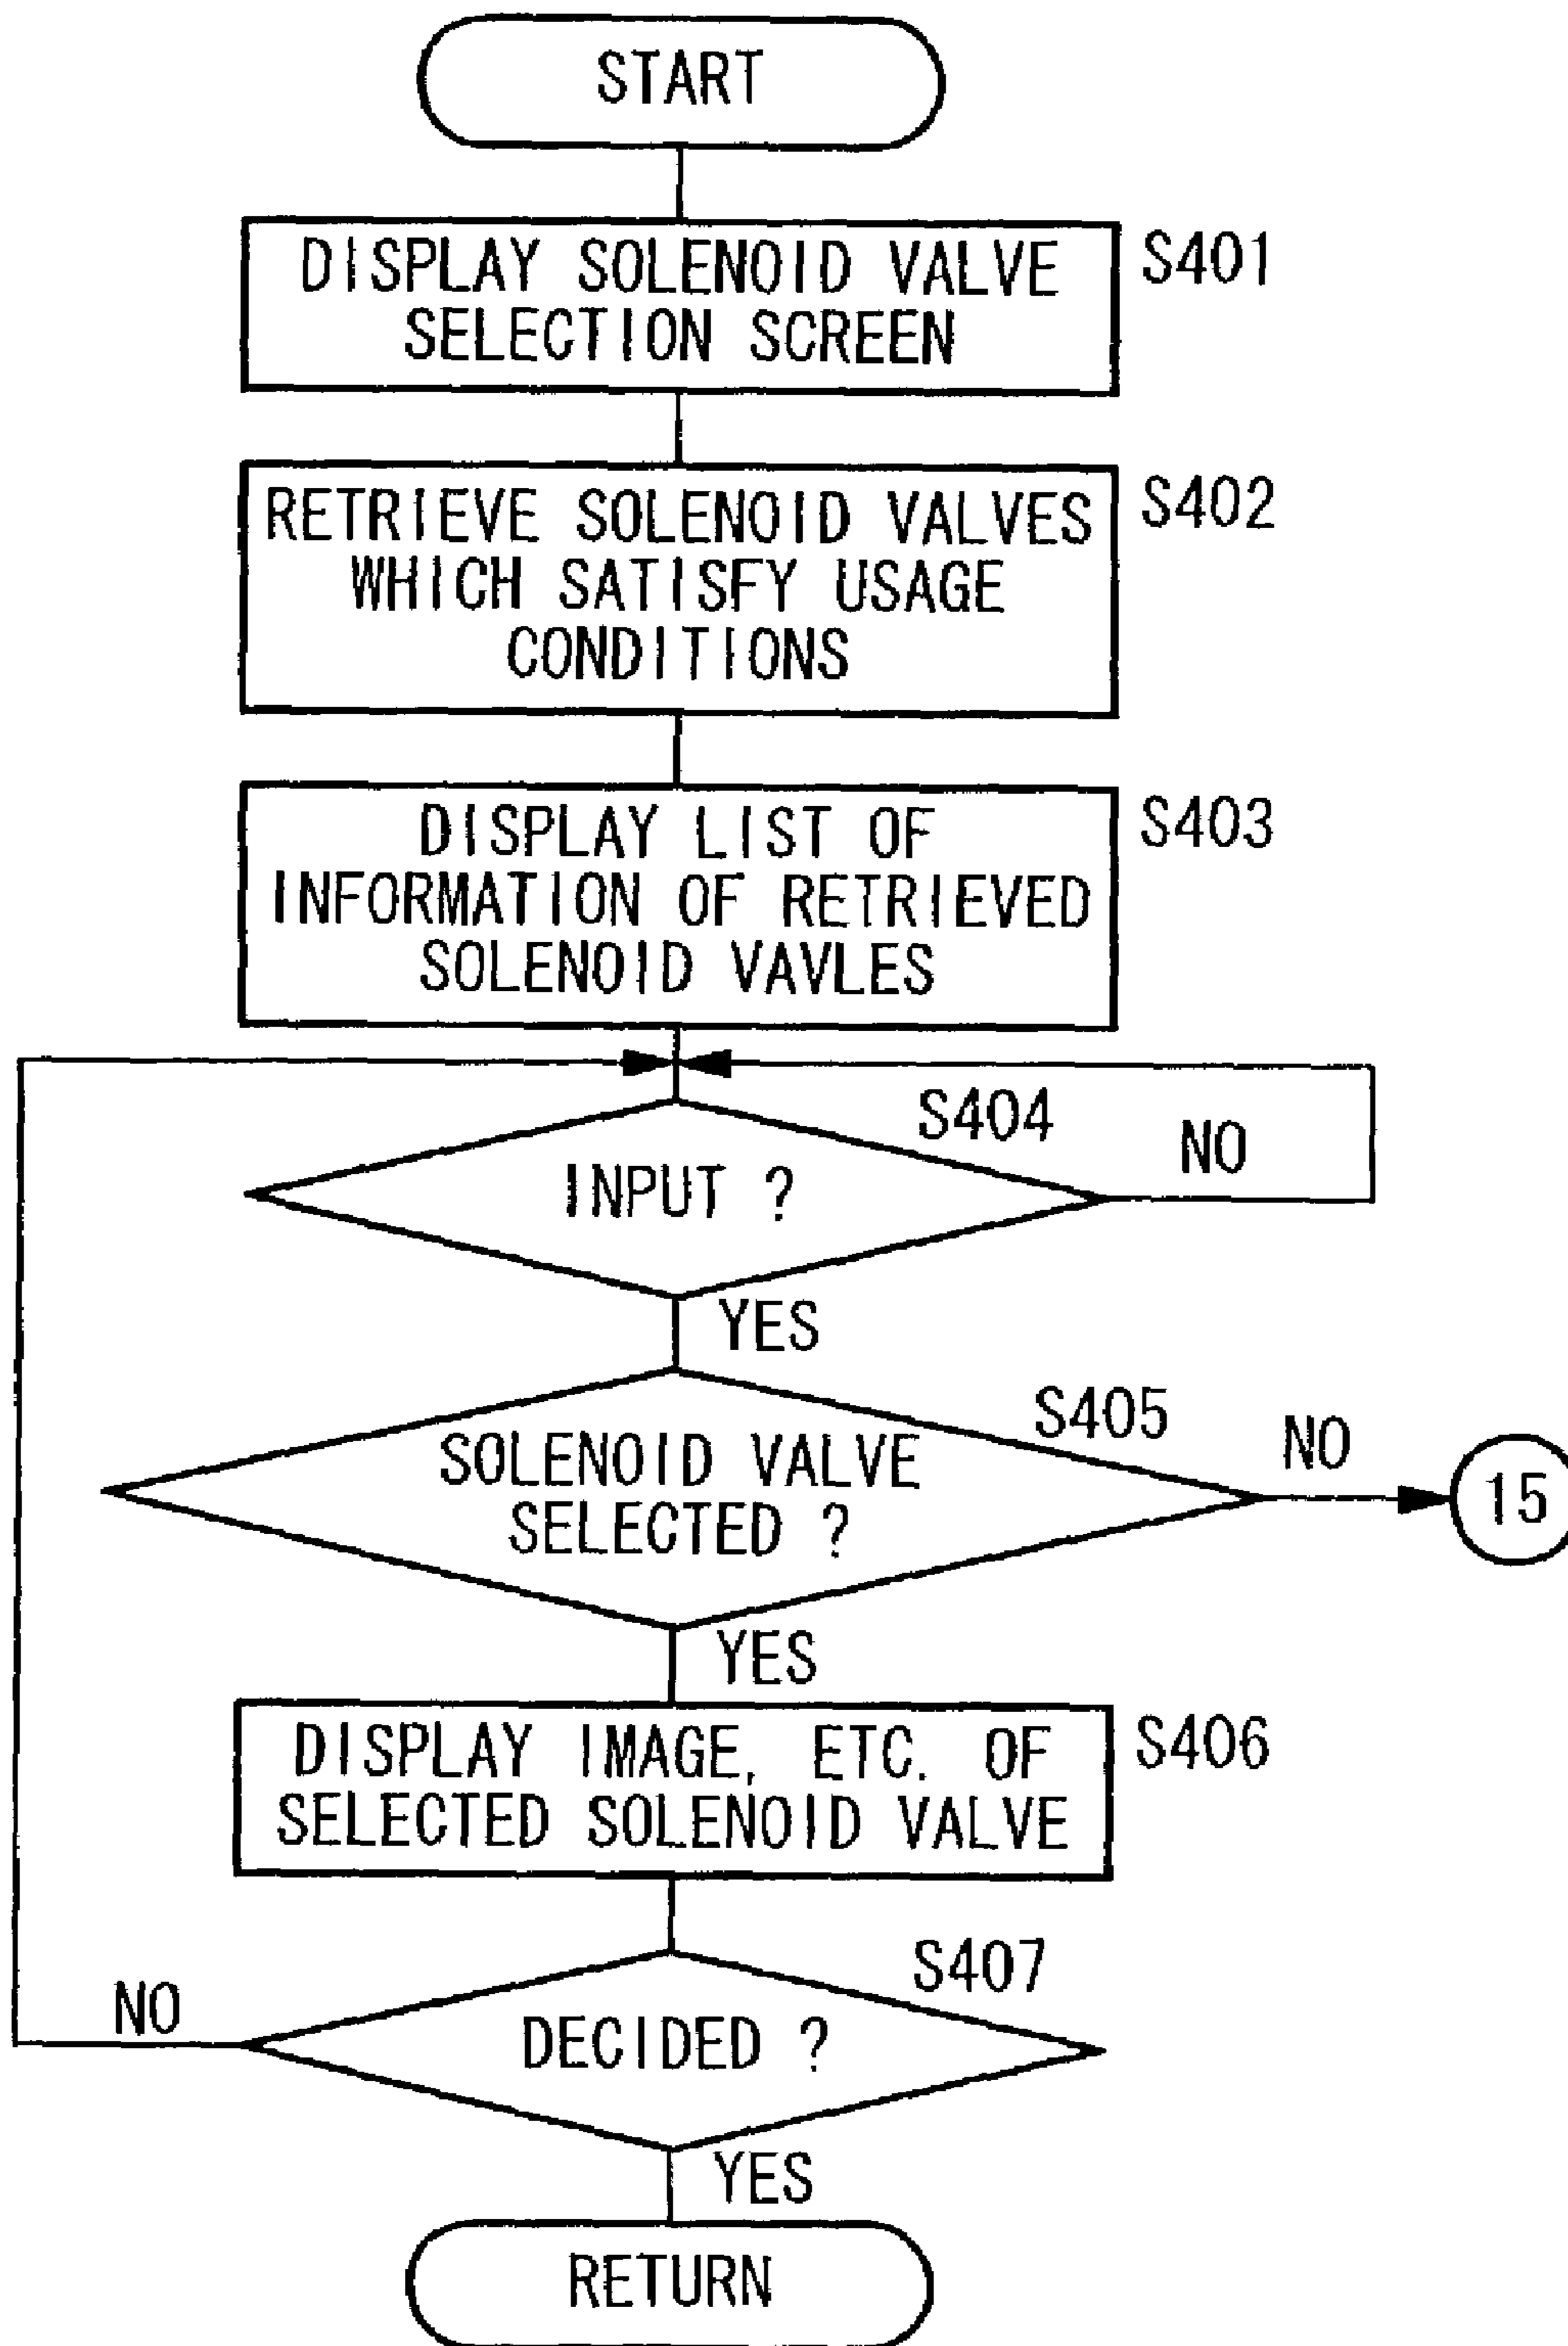 START
DISPLAY SOLENOID VALVE
SELECTION SCREEN
S401
RETRIEVE SOLENOID VALVES
WHICH SATISFY USAGE
CONDITIONS
S402
DISPLAY LIST OF
INFORMATION OF RETRIEVED
SOLENOID VAVLES
S403
S404
INPUT ?
NO
YES
S405
SOLENOID VALVE
SELECTED ?
NO
15
YES
DISPLAY IMAGE, ETC. OF
SELECTED SOLENOID VALVE
S406
S407
DECIDED ?
NO
YES
RETURN